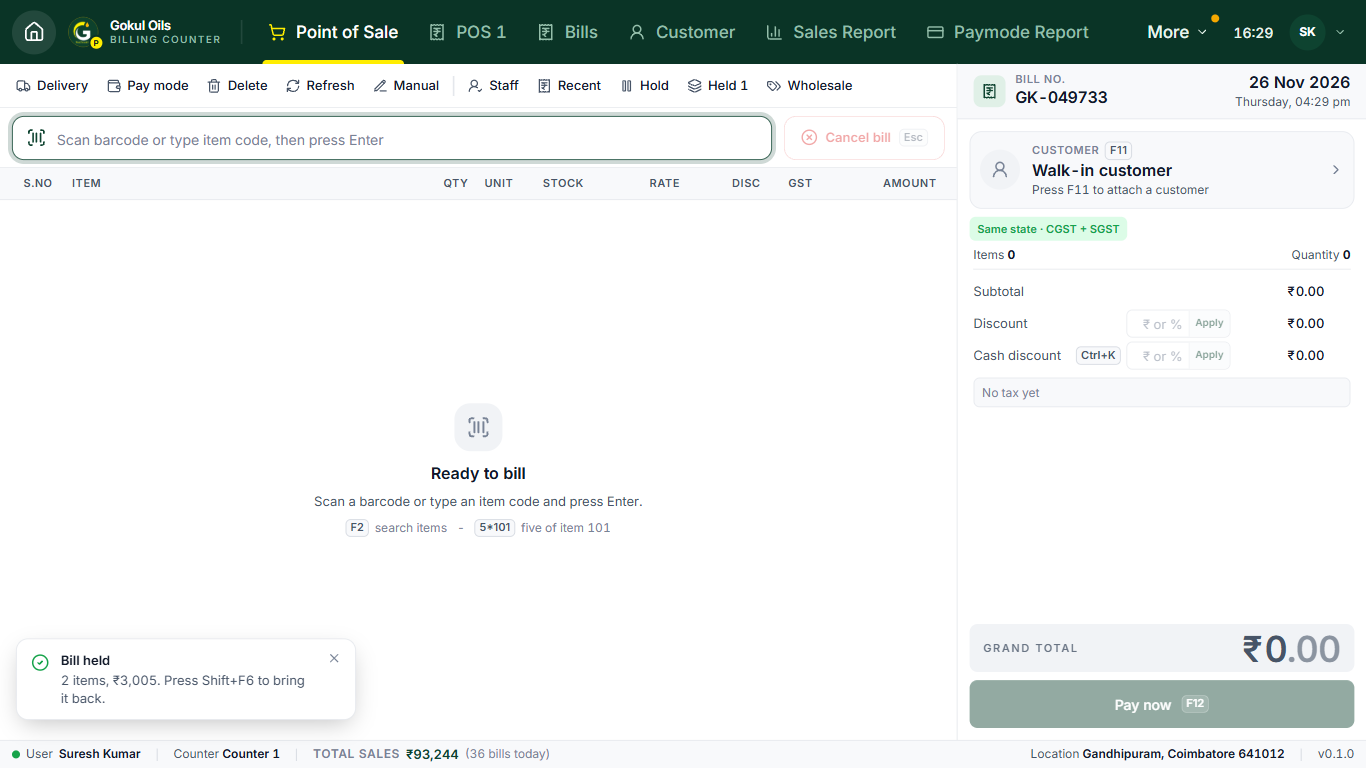 Gokul Oils
BILLING COUNTER
P
Point of Sale
POS 1
Bills
Customer
Sales Report
Paymode Report
More
16:29
SK
Delivery
Pay mode
Delete
Refresh
Manual
Staff
Recent
Hold
Held 1
Wholesale
Scan barcode or type item code, then press Enter
Cancel bill Esc
S.NO ITEM QTY UNIT STOCK RATE DISC GST AMOUNT
Ready to bill
Scan a barcode or type an item code and press Enter.
F2 search items - 5*101 five of item 101
Bill held
2 items, ₹3,005. Press Shift+F6 to bring
it back.
BILL NO.
GK-049733
26 Nov 2026
Thursday, 04:29 pm
CUSTOMER F11
Walk-in customer
Press F11 to attach a customer
Same state · CGST + SGST
Items 0 Quantity 0
Subtotal ₹0.00
Discount ₹ or % Apply ₹0.00
Cash discount Ctrl+K ₹ or % Apply ₹0.00
No tax yet
GRAND TOTAL ₹0.00
Pay now F12
User Suresh Kumar Counter Counter 1 TOTAL SALES ₹93,244 (36 bills today) Location Gandhipuram, Coimbatore 641012 v0.1.0